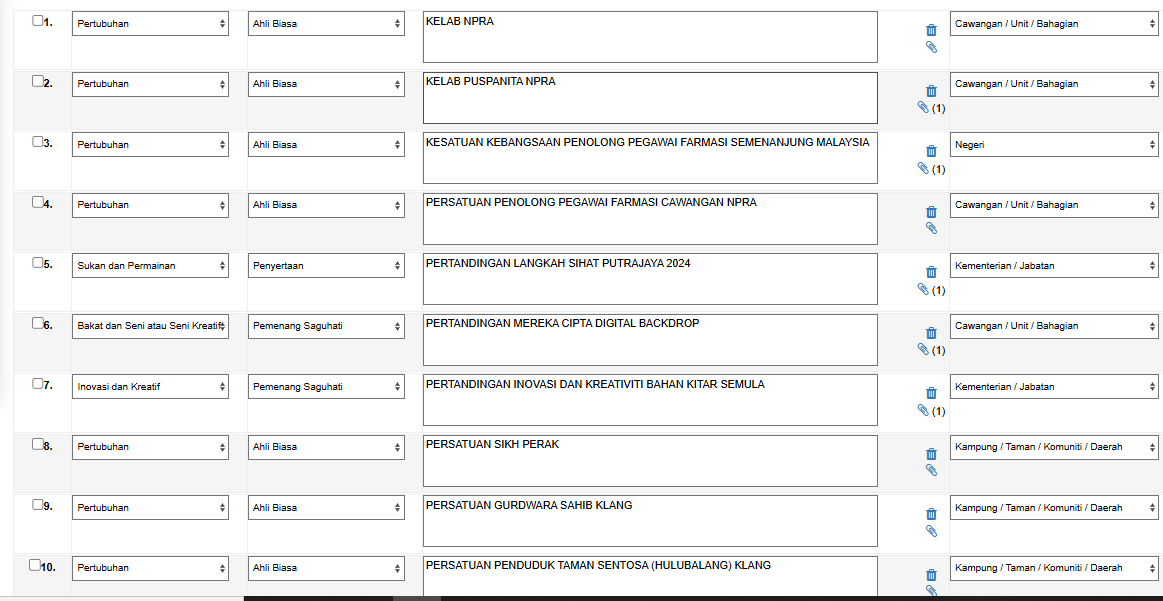 1. Pertubuhan Ahli Biasa KELAB NPRA Cawangan / Unit / Bahagian
2. Pertubuhan Ahli Biasa KELAB PUSPANITA NPRA (1) Cawangan / Unit / Bahagian
3. Pertubuhan Ahli Biasa KESATUAN KEBANGSAAN PENOLONG PEGAWAI FARMASI SEMENANJUNG MALAYSIA (1) Negeri
4. Pertubuhan Ahli Biasa PERSATUAN PENOLONG PEGAWAI FARMASI CAWANGAN NPRA Cawangan / Unit / Bahagian
5. Sukan dan Permainan Penyertaan PERTANDINGAN LANGKAH SIHAT PUTRAJAYA 2024 (1) Kementerian / Jabatan
6. Bakat dan Seni atau Seni Kreatif Pemenang Saguhati PERTANDINGAN MEREKA CIPTA DIGITAL BACKDROP (1) Cawangan / Unit / Bahagian
7. Inovasi dan Kreatif Pemenang Saguhati PERTANDINGAN INOVASI DAN KREATIVITI BAHAN KITAR SEMULA (1) Kementerian / Jabatan
8. Pertubuhan Ahli Biasa PERSATUAN SIKH PERAK Kampung / Taman / Komuniti / Daerah
9. Pertubuhan Ahli Biasa PERSATUAN GURDWARA SAHIB KLANG Kampung / Taman / Komuniti / Daerah
10. Pertubuhan Ahli Biasa PERSATUAN PENDUDUK TAMAN SENTOSA (HULUBALANG) KLANG Kampung / Taman / Komuniti / Daerah